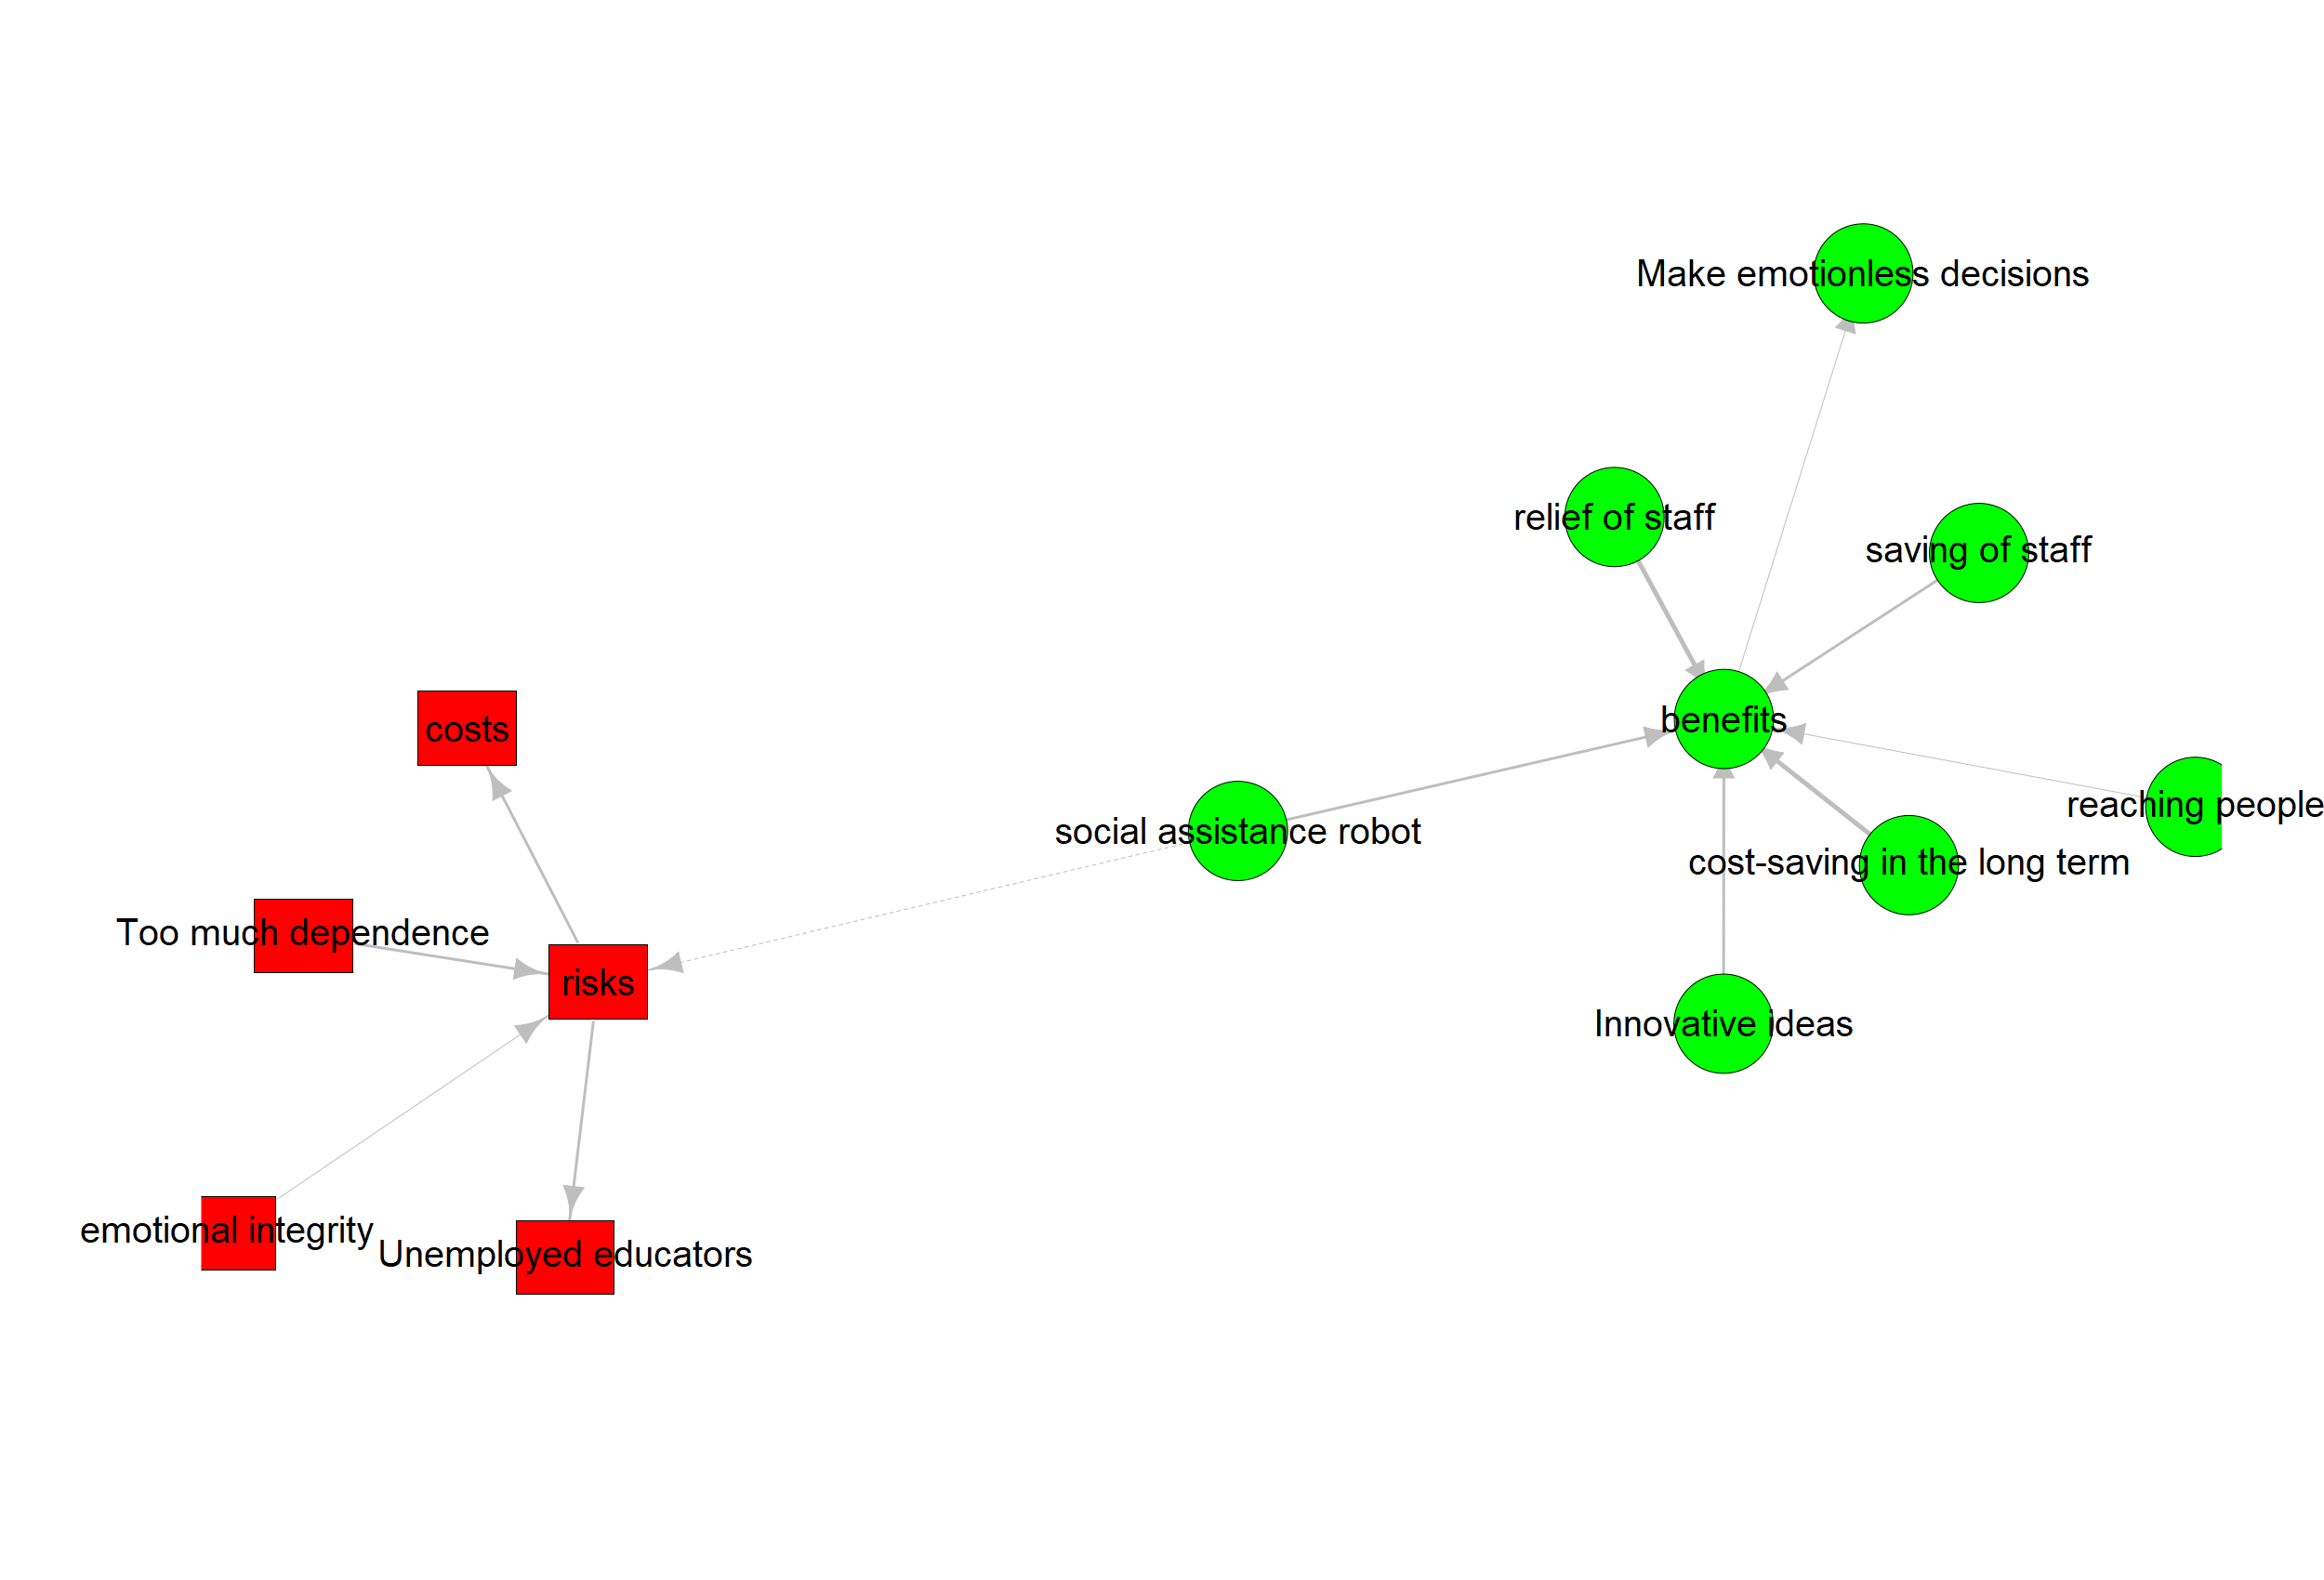 Make emotionless decisions
relief of staff
saving of staff
benefits
costs
reaching people
social assistance robot
cost-saving in the long term
Too much dependence
risks
Innovative ideas
emotional integrity
Unemployed educators